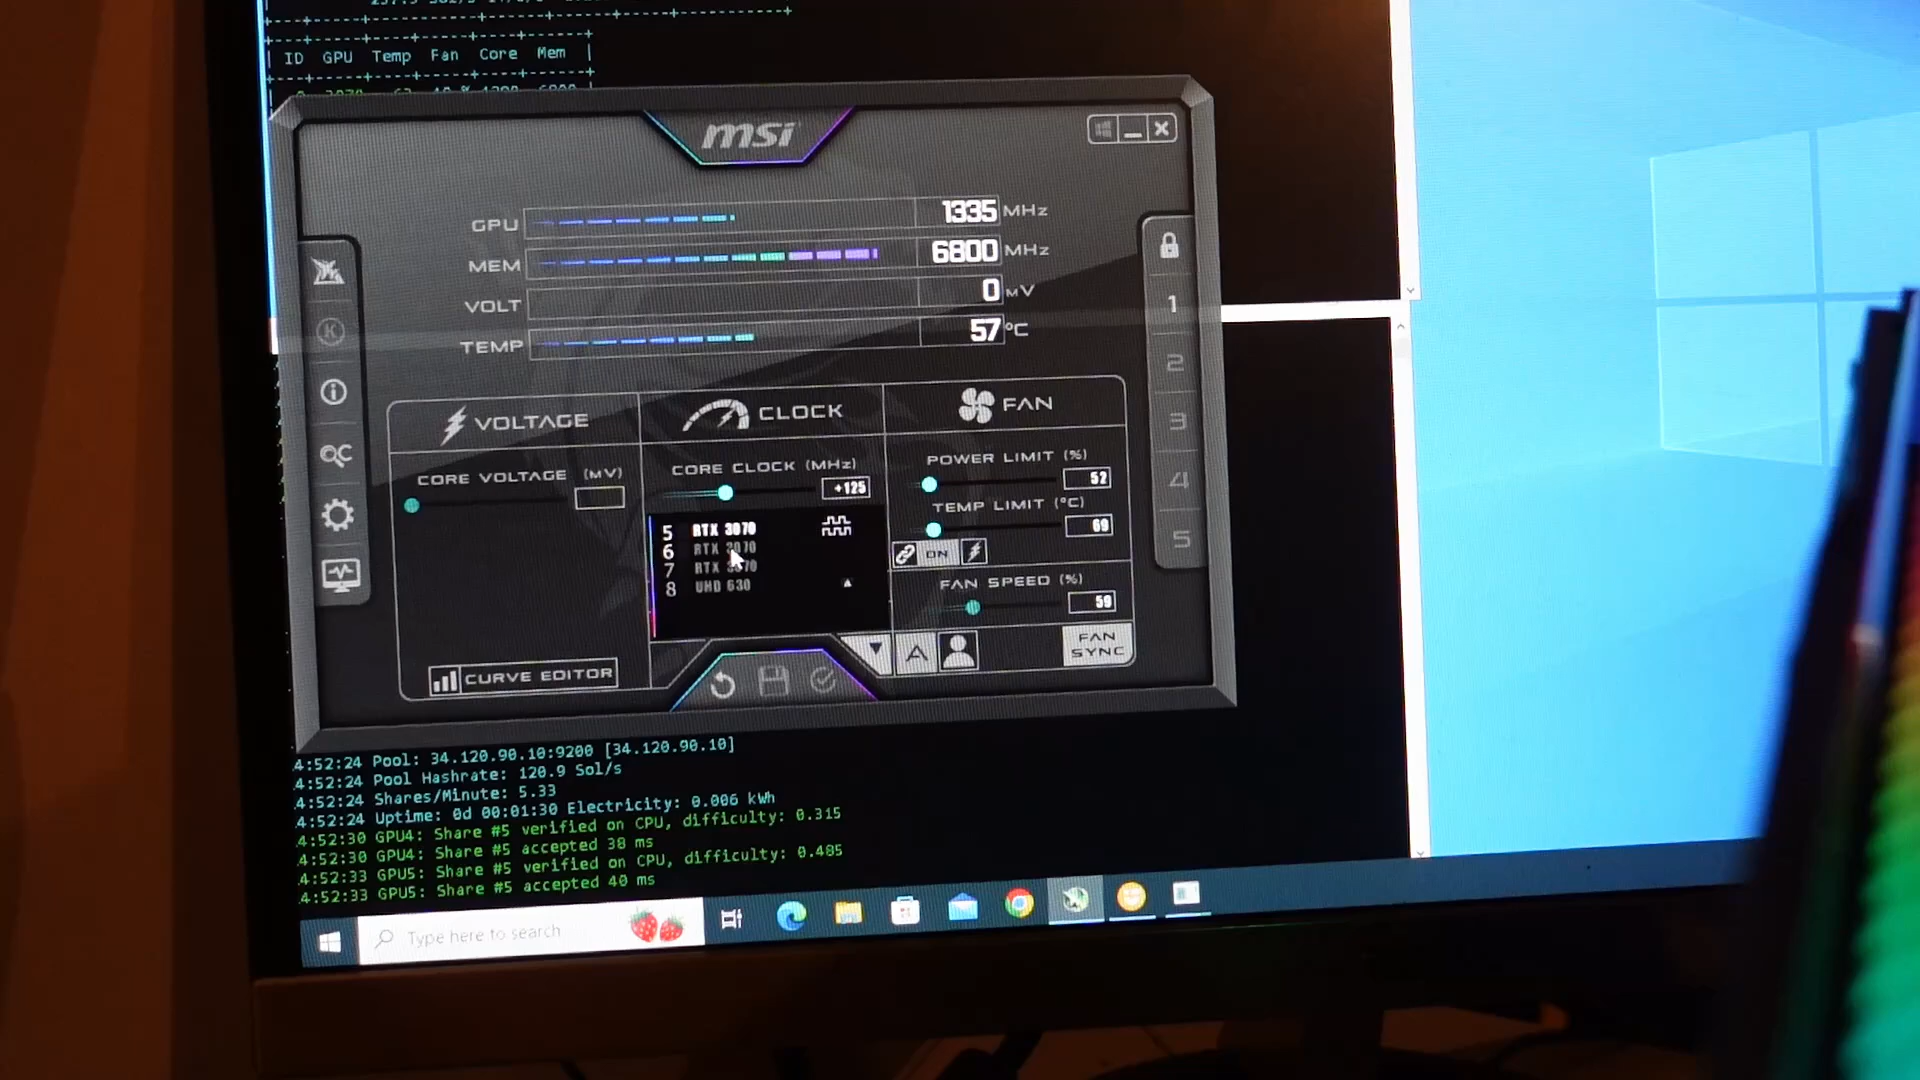 ID GPU Temp Fan Core Mem
msi
GPU 1335 MHz
MEM 6800 MHz
VOLT 0 MV
TEMP 57 °C
1
2
3
4
5
K
i
OC
VOLTAGE
CLOCK
FAN
CORE VOLTAGE (MV)
CORE CLOCK (MHz)
+125
5 RTX 3070
6 RTX 3070
7 RTX 3070
8 UHD 630
POWER LIMIT (%)
52
TEMP LIMIT (°C)
69
ON
FAN SPEED (%)
59
A
FAN SYNC
CURVE EDITOR
4:52:24 Pool: 34.120.90.10:9200 [34.120.90.10]
4:52:24 Pool Hashrate: 120.9 Sol/s
4:52:24 Shares/Minute: 5.33
4:52:24 Uptime: 0d 00:01:30 Electricity: 0.006 kWh
4:52:30 GPU4: Share #5 verified on CPU, difficulty: 0.315
4:52:30 GPU4: Share #5 accepted 38 ms
4:52:33 GPU5: Share #5 verified on CPU, difficulty: 0.485
4:52:33 GPU5: Share #5 accepted 40 ms
Type here to search